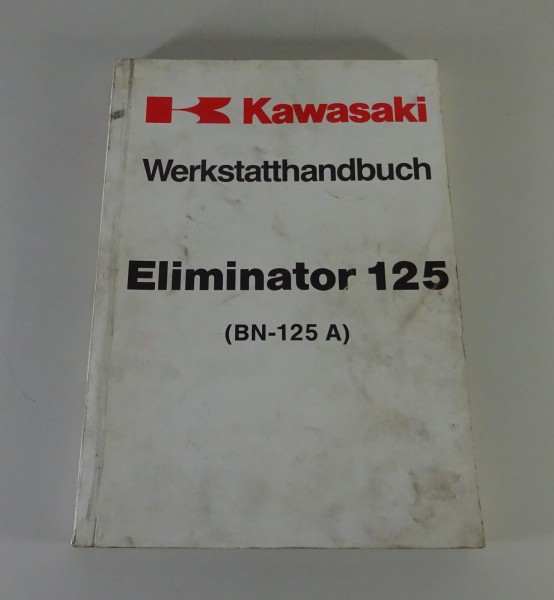 Kawasaki
Werkstatthandbuch
Eliminator 125
(BN-125 A)